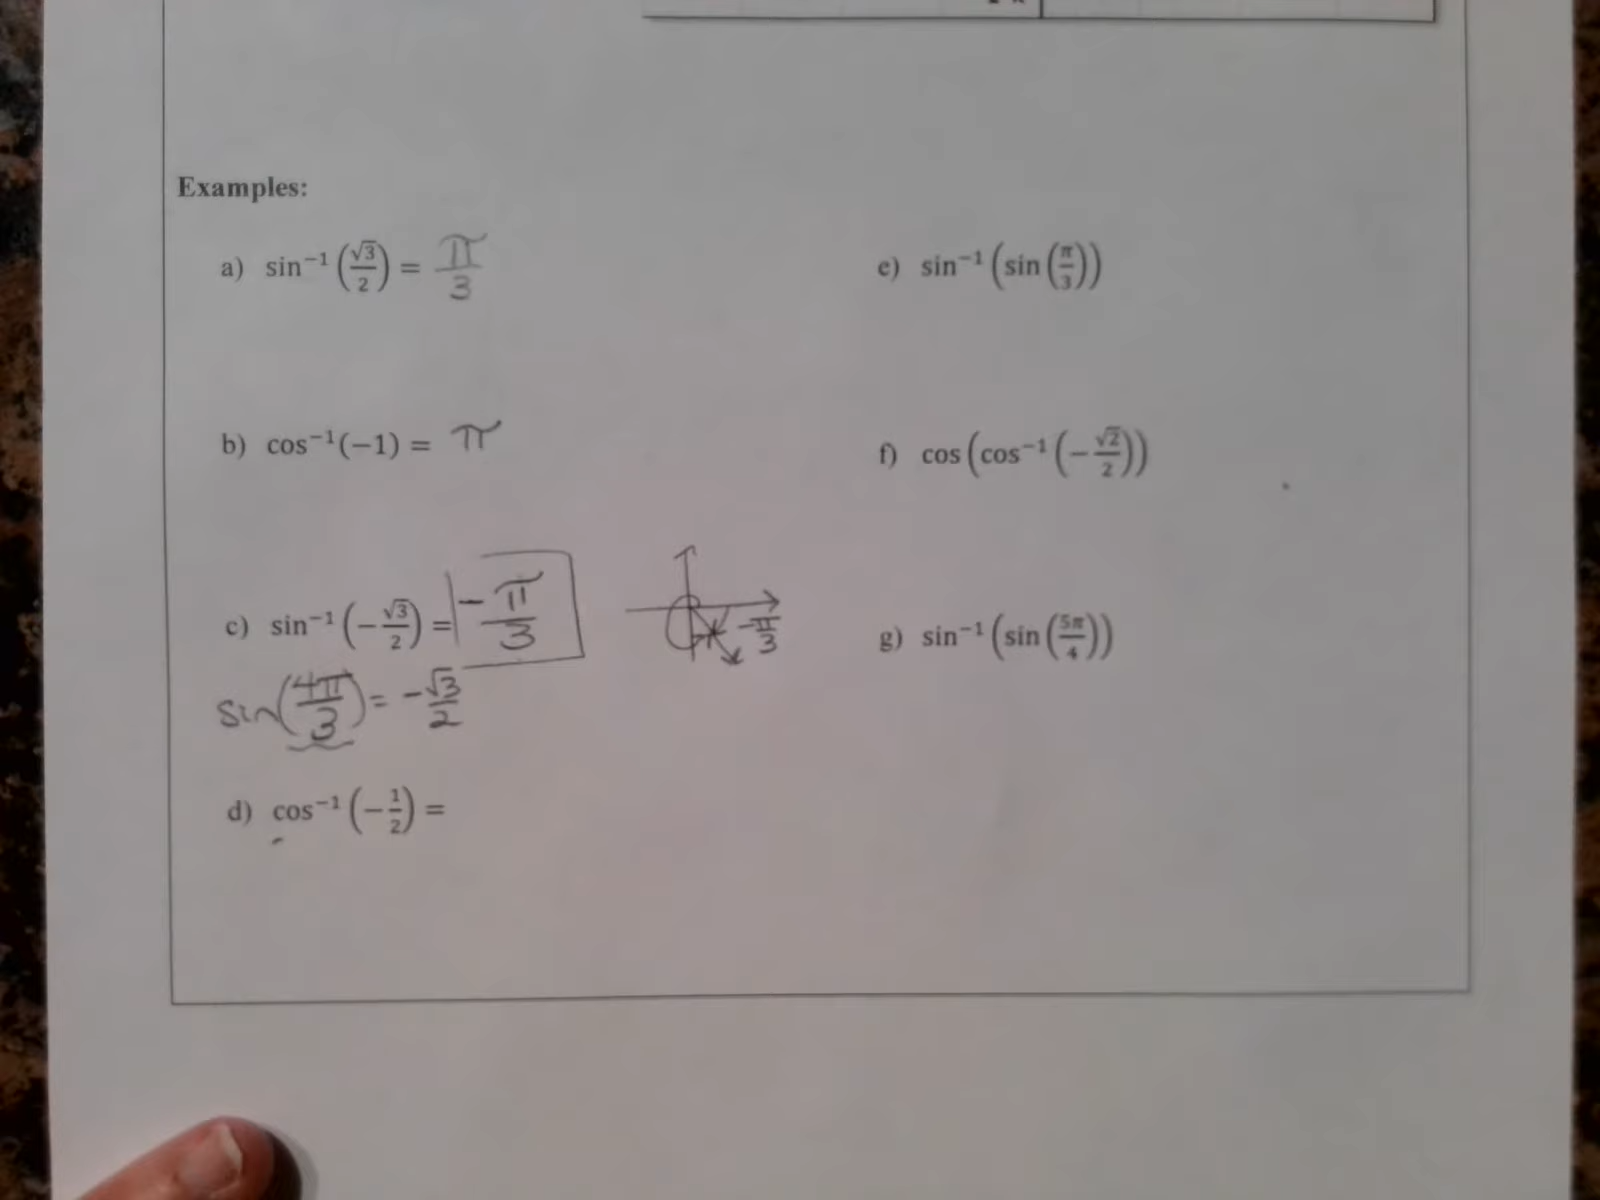 Examples:
a) sin⁻¹(√3/2) = π/3
b) cos⁻¹(−1) = π
c) sin⁻¹(−√3/2) = −π/3
−π/3
sin(4π/3) = −√3/2
d) cos⁻¹(−1/2) =
e) sin⁻¹(sin(π/3))
f) cos(cos⁻¹(−√2/2))
g) sin⁻¹(sin(5π/4))